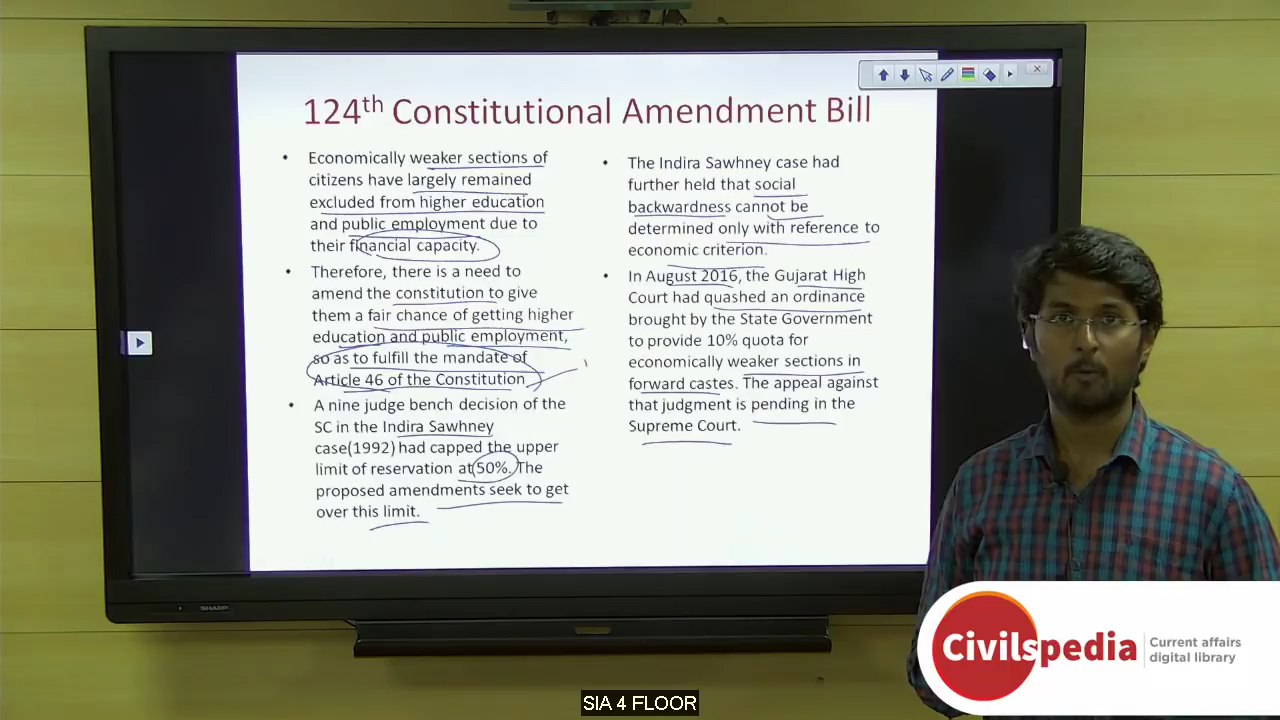 124th Constitutional Amendment Bill
• Economically weaker sections of
citizens have largely remained
excluded from higher education
and public employment due to
their financial capacity.
• Therefore, there is a need to
amend the constitution to give
them a fair chance of getting higher
education and public employment,
so as to fulfill the mandate of
Article 46 of the Constitution
• A nine judge bench decision of the
SC in the Indira Sawhney
case(1992) had capped the upper
limit of reservation at 50%. The
proposed amendments seek to get
over this limit.
• The Indira Sawhney case had
further held that social
backwardness cannot be
determined only with reference to
economic criterion.
• In August 2016, the Gujarat High
Court had quashed an ordinance
brought by the State Government
to provide 10% quota for
economically weaker sections in
forward castes. The appeal against
that judgment is pending in the
Supreme Court.
SHARP
Civilspedia
Current affairs
digital library
SIA 4 FLOOR